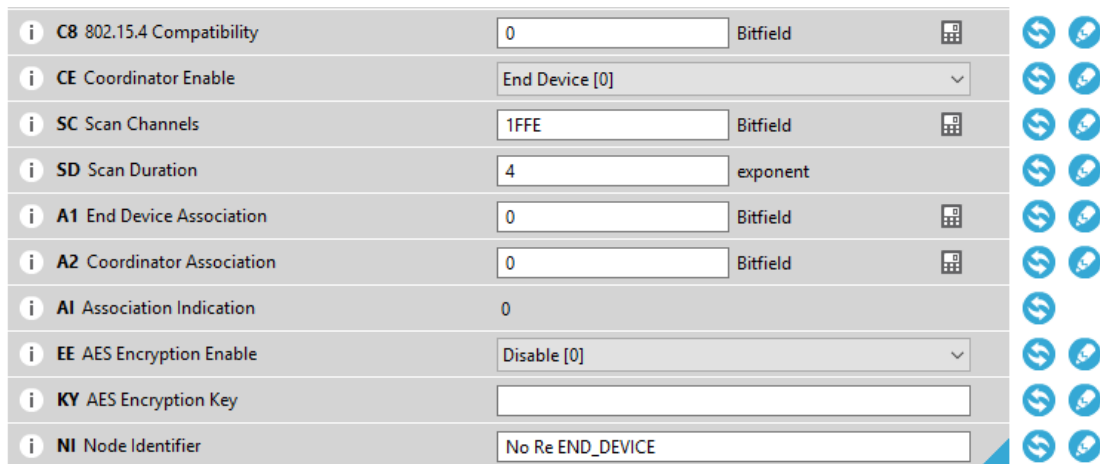 i C8 802.15.4 Compatibility 0 Bitfield
i CE Coordinator Enable End Device [0]
i SC Scan Channels 1FFE Bitfield
i SD Scan Duration 4 exponent
i A1 End Device Association 0 Bitfield
i A2 Coordinator Association 0 Bitfield
i AI Association Indication 0
i EE AES Encryption Enable Disable [0]
i KY AES Encryption Key
i NI Node Identifier No Re END_DEVICE